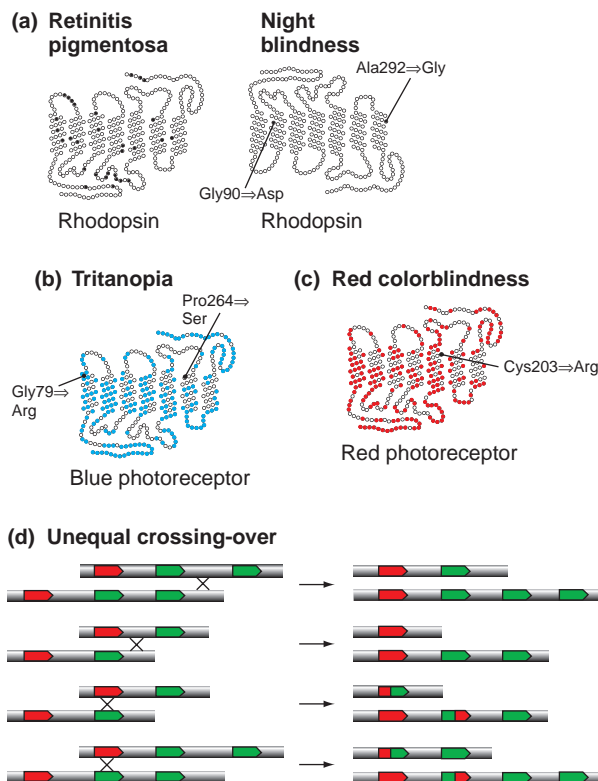 (a) Retinitis
pigmentosa
Night
blindness
Ala292⇒Gly
Gly90⇒Asp
Rhodopsin
Rhodopsin
(b) Tritanopia
Pro264⇒
Ser
Gly79⇒
Arg
Blue photoreceptor
(c) Red colorblindness
Cys203⇒Arg
Red photoreceptor
(d) Unequal crossing-over